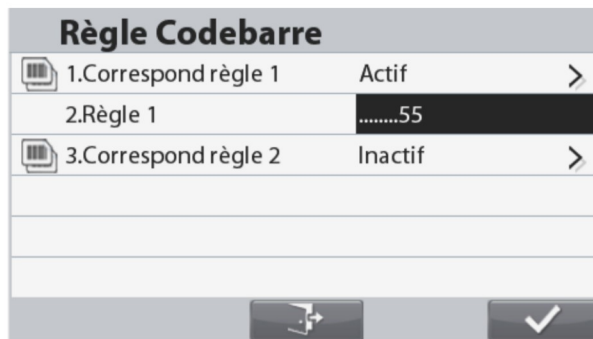 Règle Codebarre
1.Correspond règle 1 Actif
2.Règle 1 ........55
3.Correspond règle 2 Inactif